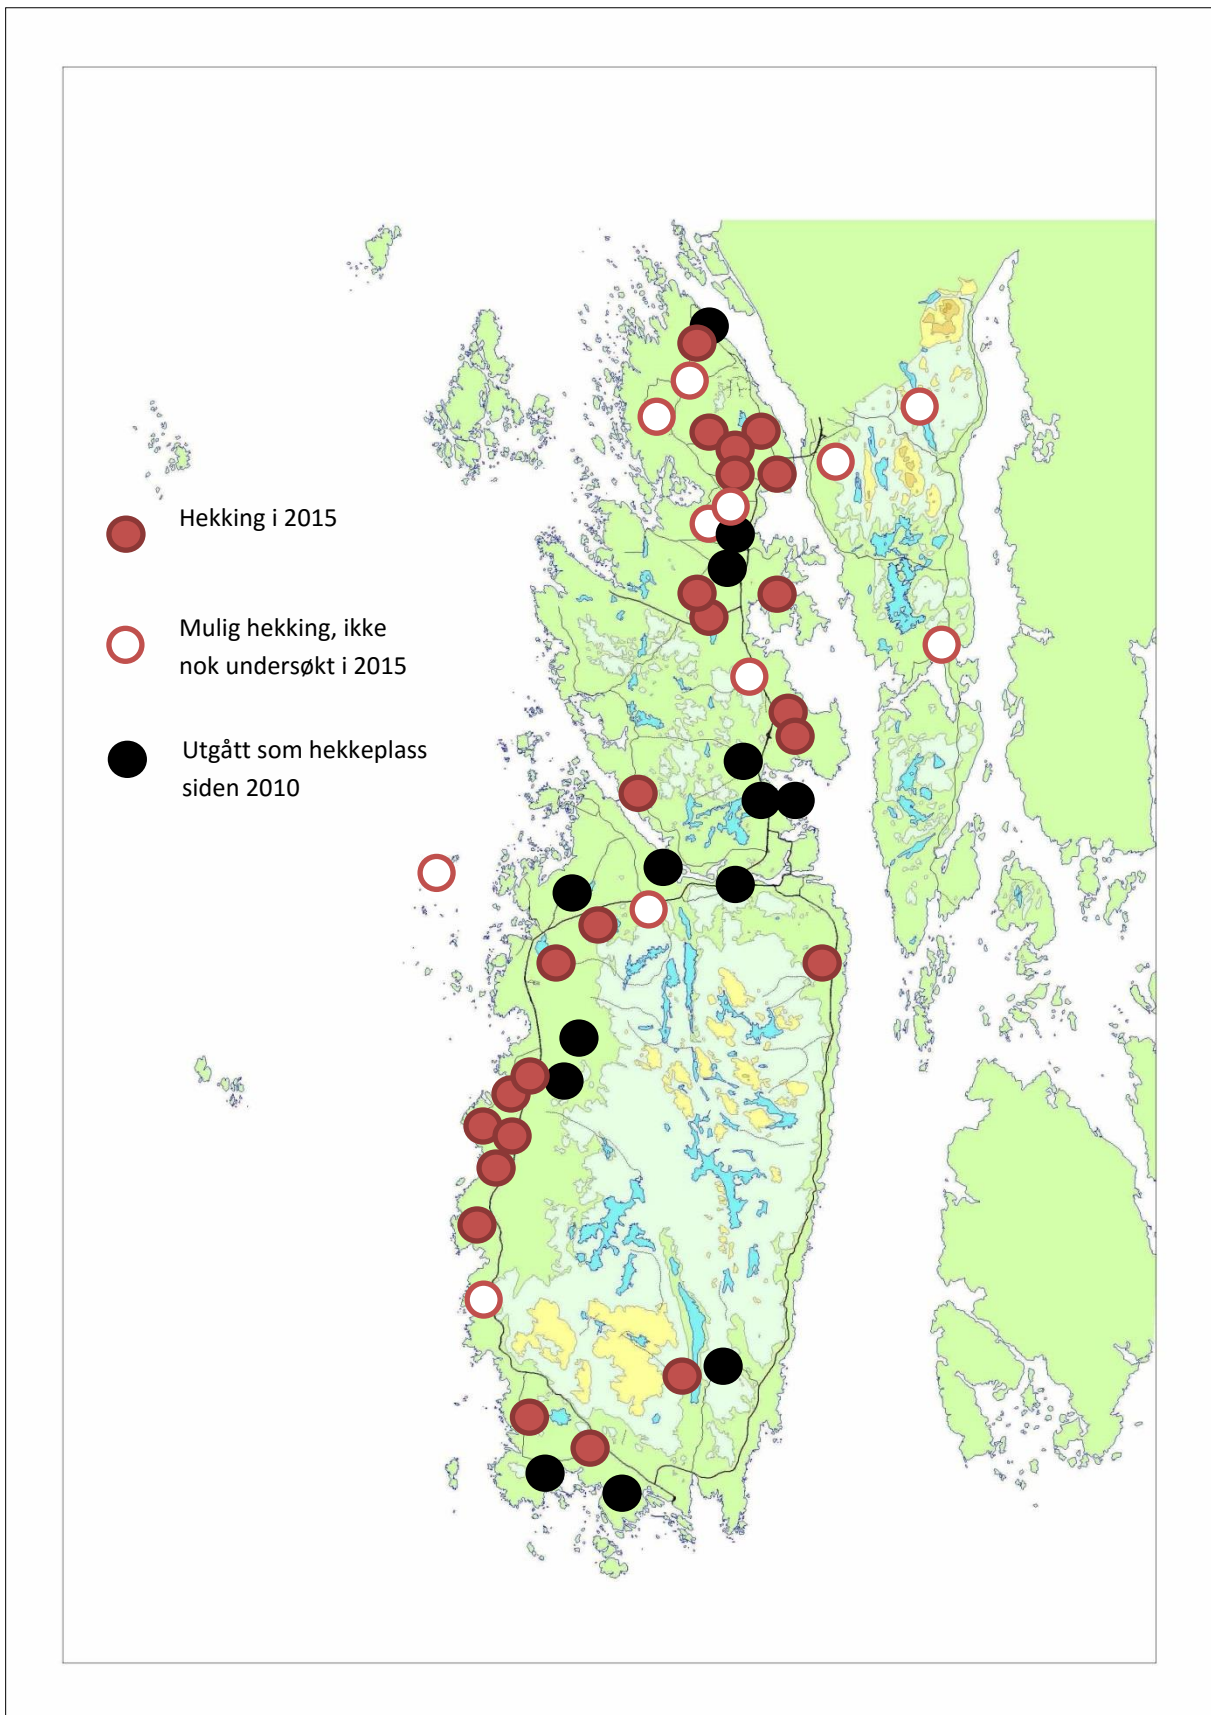 Hekking i 2015
Mulig hekking, ikke
nok undersøkt i 2015
Utgått som hekkeplass
siden 2010